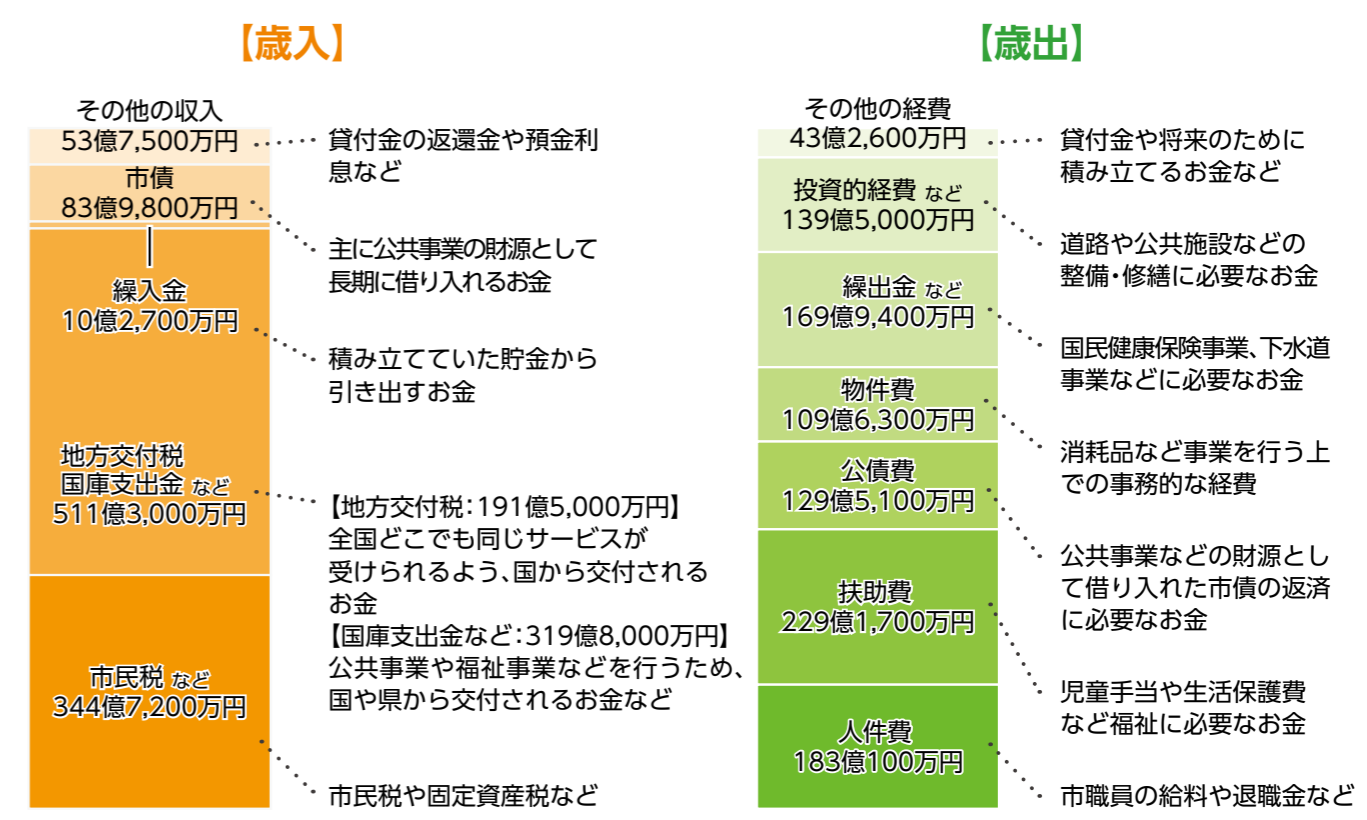 【歳入】
その他の収入
53億7,500万円
貸付金の返還金や預金利
息など
市債
83億9,800万円
主に公共事業の財源として
長期に借り入れるお金
繰入金
10億2,700万円
積み立てていた貯金から
引き出すお金
地方交付税
国庫支出金 など
511億3,000万円
【地方交付税：191億5,000万円】
全国どこでも同じサービスが
受けられるよう、国から交付される
お金
【国庫支出金など：319億8,000万円】
公共事業や福祉事業などを行うため、
国や県から交付されるお金など
市民税 など
344億7,200万円
市民税や固定資産税など
【歳出】
その他の経費
43億2,600万円
貸付金や将来のために
積み立てるお金など
投資的経費 など
139億5,000万円
道路や公共施設などの
整備・修繕に必要なお金
繰出金 など
169億9,400万円
国民健康保険事業、下水道
事業などに必要なお金
物件費
109億6,300万円
消耗品など事業を行う上
での事務的な経費
公債費
129億5,100万円
公共事業などの財源とし
て借り入れた市債の返済
に必要なお金
扶助費
229億1,700万円
児童手当や生活保護費
など福祉に必要なお金
人件費
183億100万円
市職員の給料や退職金など